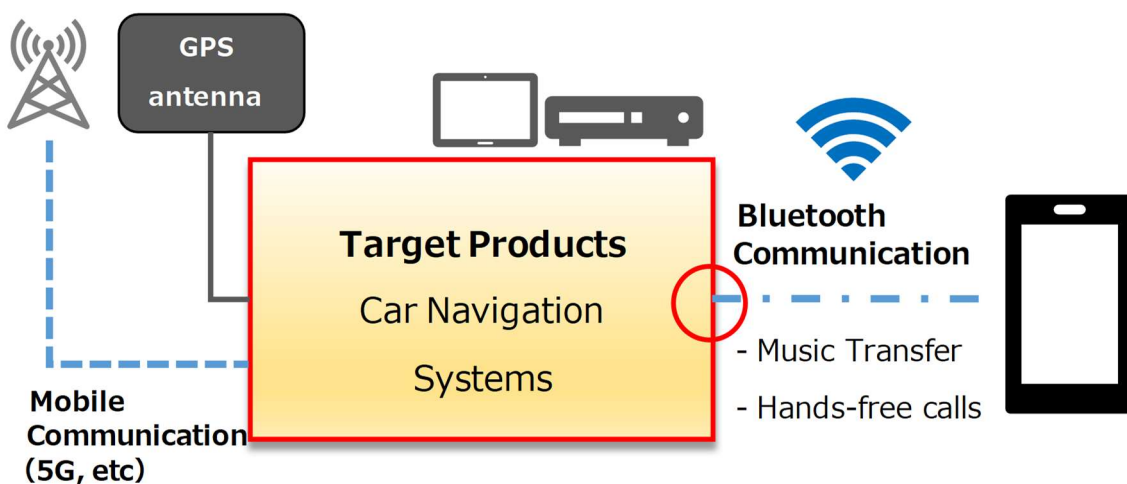 GPS
antenna
Target Products
Car Navigation
Systems
Bluetooth
Communication
- Music Transfer
- Hands-free calls
Mobile
Communication
(5G, etc)